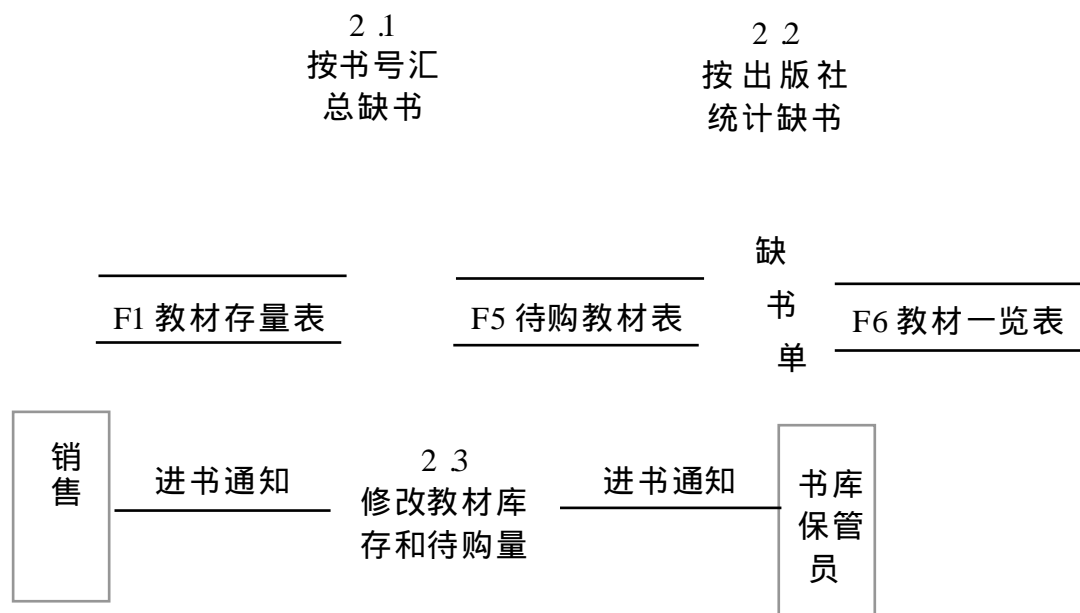 2.1
按书号汇
总缺书
2.2
按出版社
统计缺书
缺
书
单
F1 教材存量表
F5 待购教材表
F6 教材一览表
销
售
进书通知
2.3
修改教材库
存和待购量
进书通知
书库
保管
员